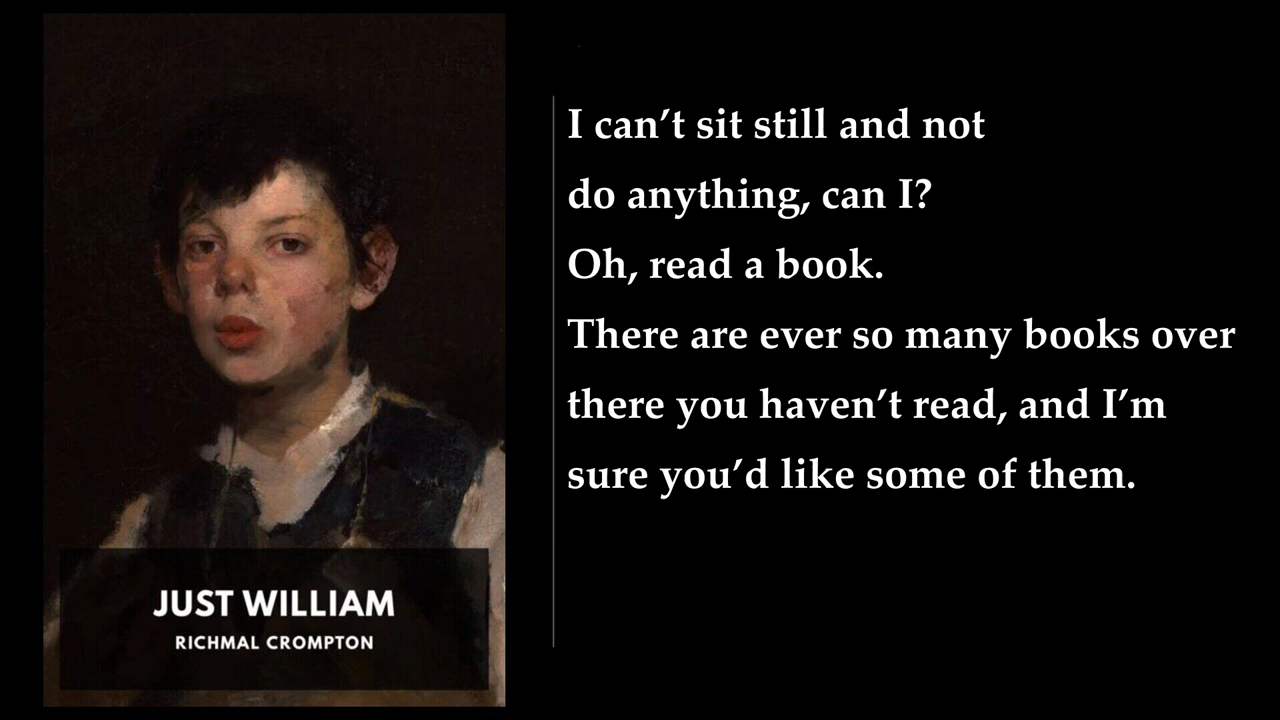 I can’t sit still and not
do anything, can I?
Oh, read a book.
There are ever so many books over
there you haven’t read, and I’m
sure you’d like some of them.
JUST WILLIAM
RICHMAL CROMPTON